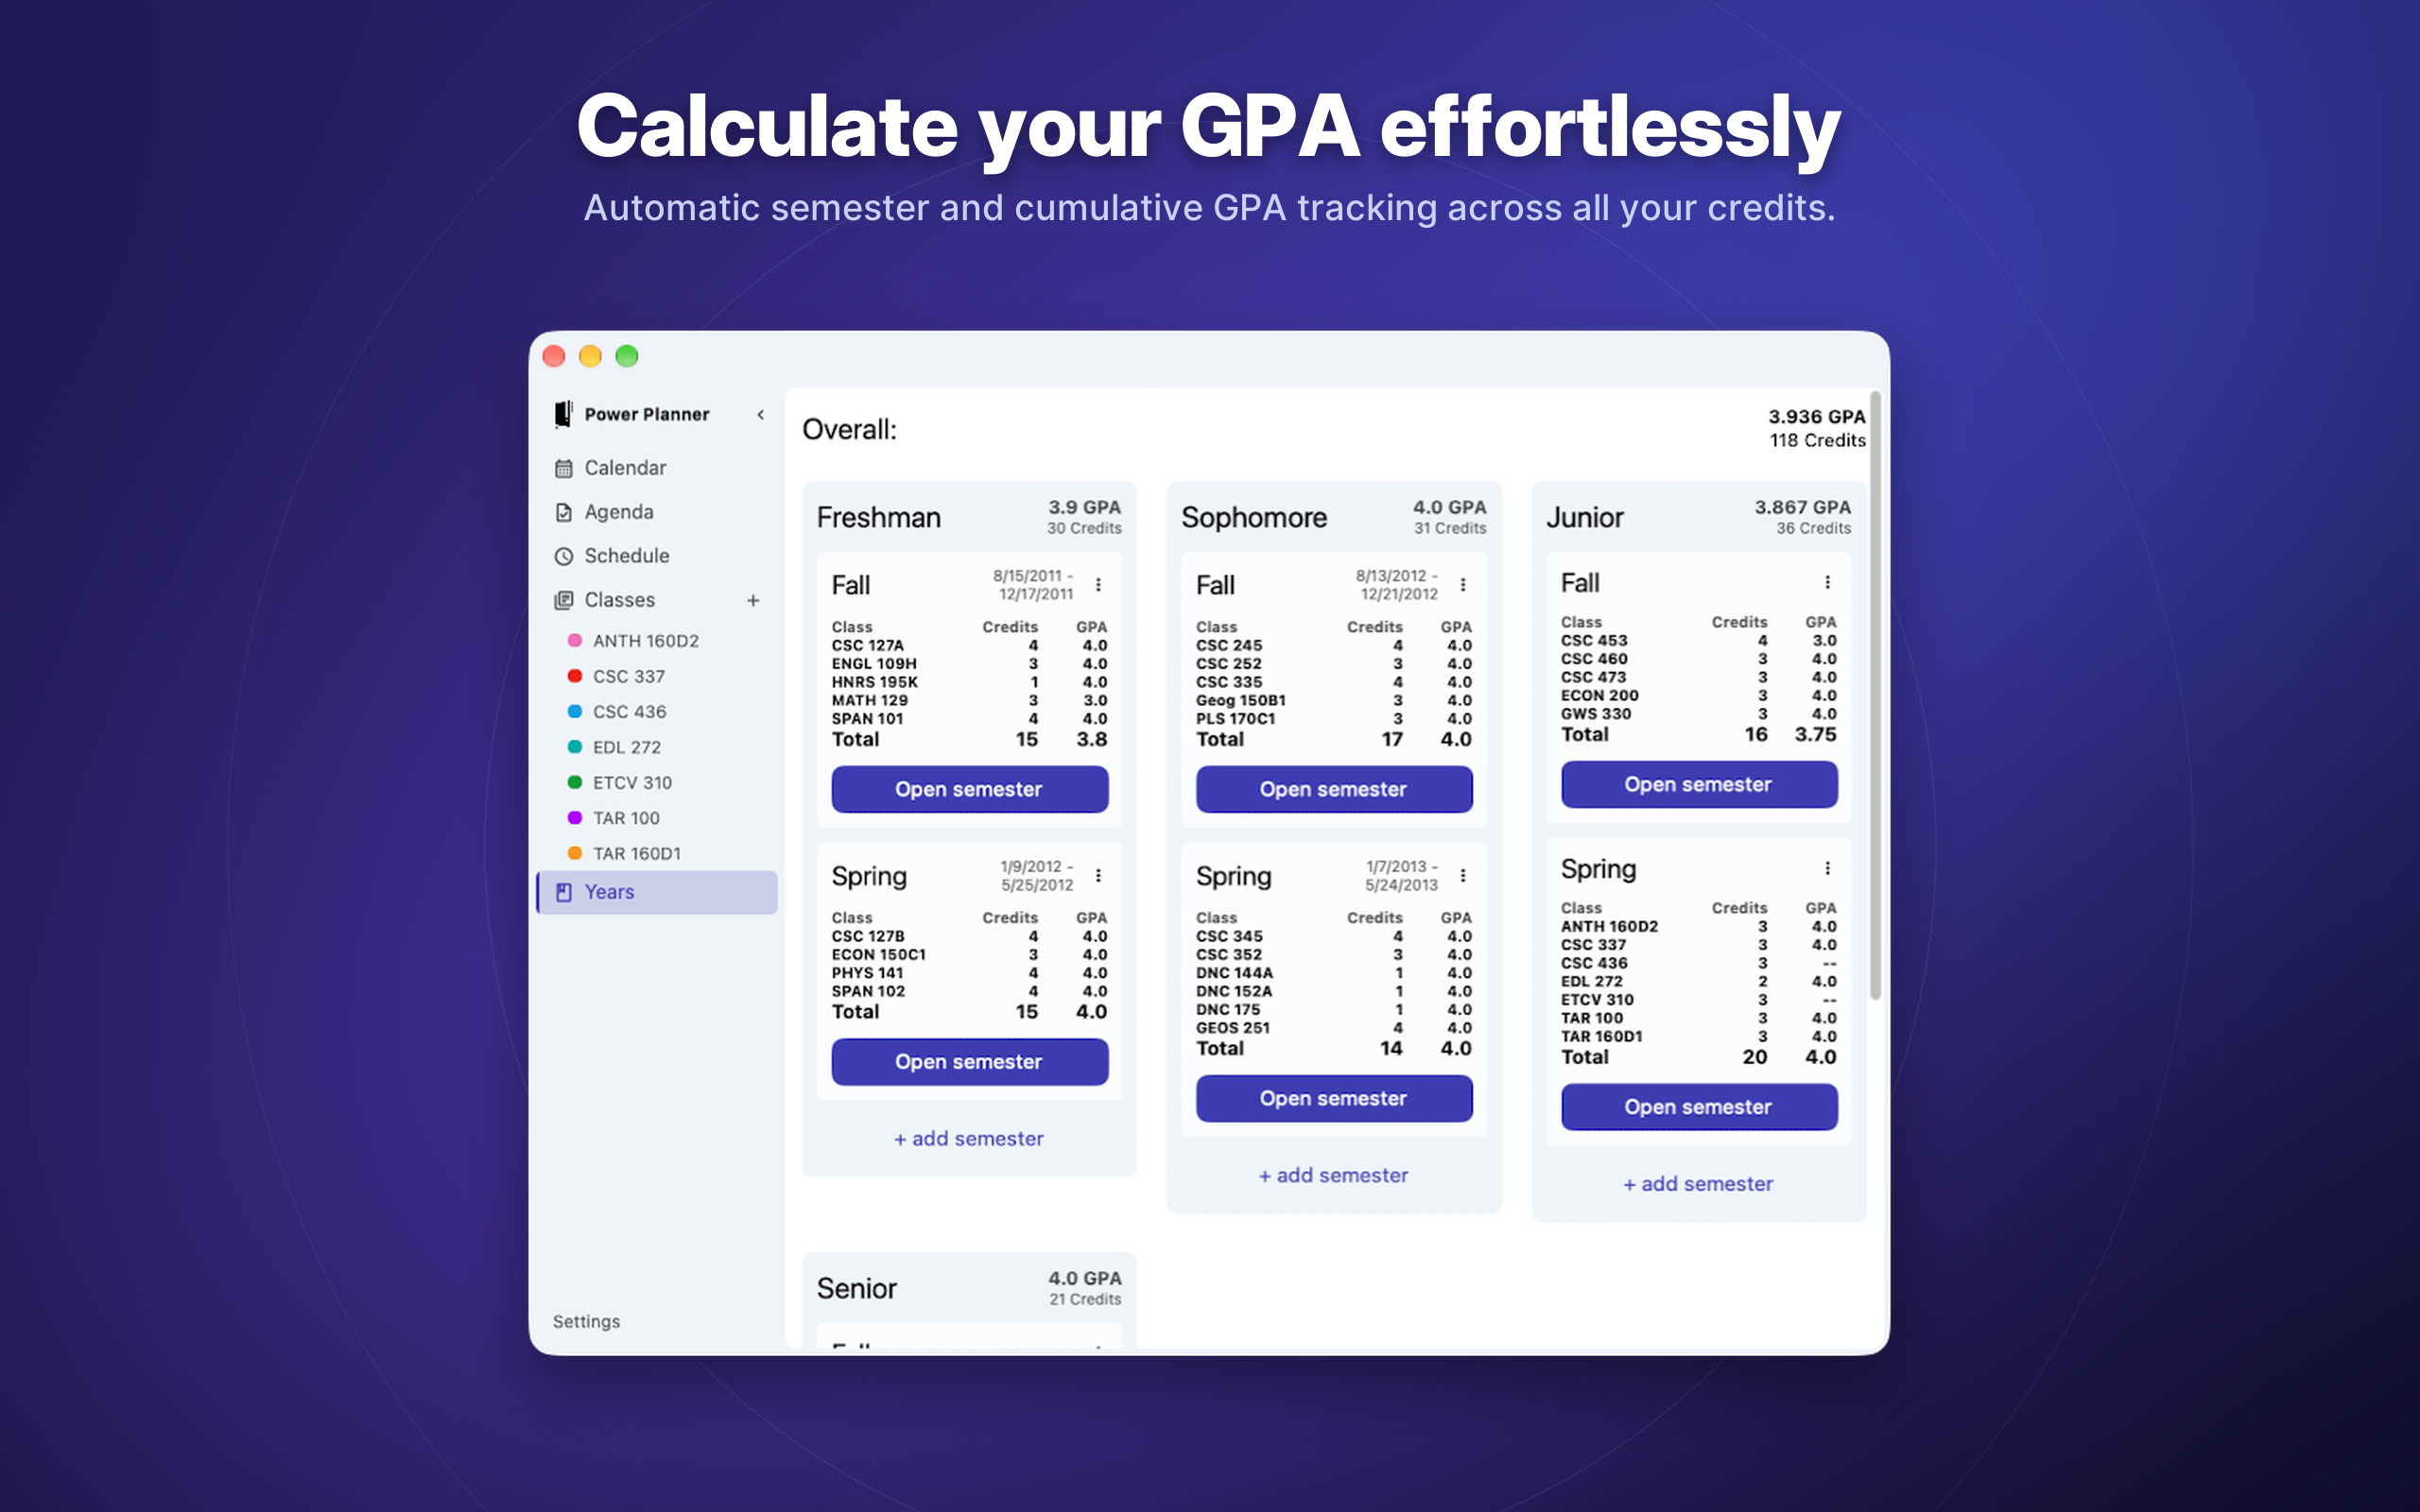 Calculate your GPA effortlessly
Automatic semester and cumulative GPA tracking across all your credits.
Power Planner
Calendar
Agenda
Schedule
Classes +
ANTH 160D2
CSC 337
CSC 436
EDL 272
ETCV 310
TAR 100
TAR 160D1
Years
Settings
Overall:
3.936 GPA
118 Credits
Freshman
3.9 GPA
30 Credits
Fall
8/15/2011 -
12/17/2011
Class Credits GPA
CSC 127A 4 4.0
ENGL 109H 3 4.0
HNRS 195K 1 4.0
MATH 129 3 3.0
SPAN 101 4 4.0
Total 15 3.8
Open semester
Spring
1/9/2012 -
5/25/2012
Class Credits GPA
CSC 127B 4 4.0
ECON 150C1 3 4.0
PHYS 141 4 4.0
SPAN 102 4 4.0
Total 15 4.0
Open semester
+ add semester
Sophomore
4.0 GPA
31 Credits
Fall
8/13/2012 -
12/21/2012
Class Credits GPA
CSC 245 4 4.0
CSC 252 3 4.0
CSC 335 4 4.0
Geog 150B1 3 4.0
PLS 170C1 3 4.0
Total 17 4.0
Open semester
Spring
1/7/2013 -
5/24/2013
Class Credits GPA
CSC 345 4 4.0
CSC 352 3 4.0
DNC 144A 1 4.0
DNC 152A 1 4.0
DNC 175 1 4.0
GEOS 251 4 4.0
Total 14 4.0
Open semester
+ add semester
Junior
3.867 GPA
36 Credits
Fall
Class Credits GPA
CSC 453 4 3.0
CSC 460 3 4.0
CSC 473 3 4.0
ECON 200 3 4.0
GWS 330 3 4.0
Total 16 3.75
Open semester
Spring
Class Credits GPA
ANTH 160D2 3 4.0
CSC 337 3 4.0
CSC 436 3 --
EDL 272 2 4.0
ETCV 310 3 --
TAR 100 3 4.0
TAR 160D1 3 4.0
Total 20 4.0
Open semester
+ add semester
Senior
4.0 GPA
21 Credits